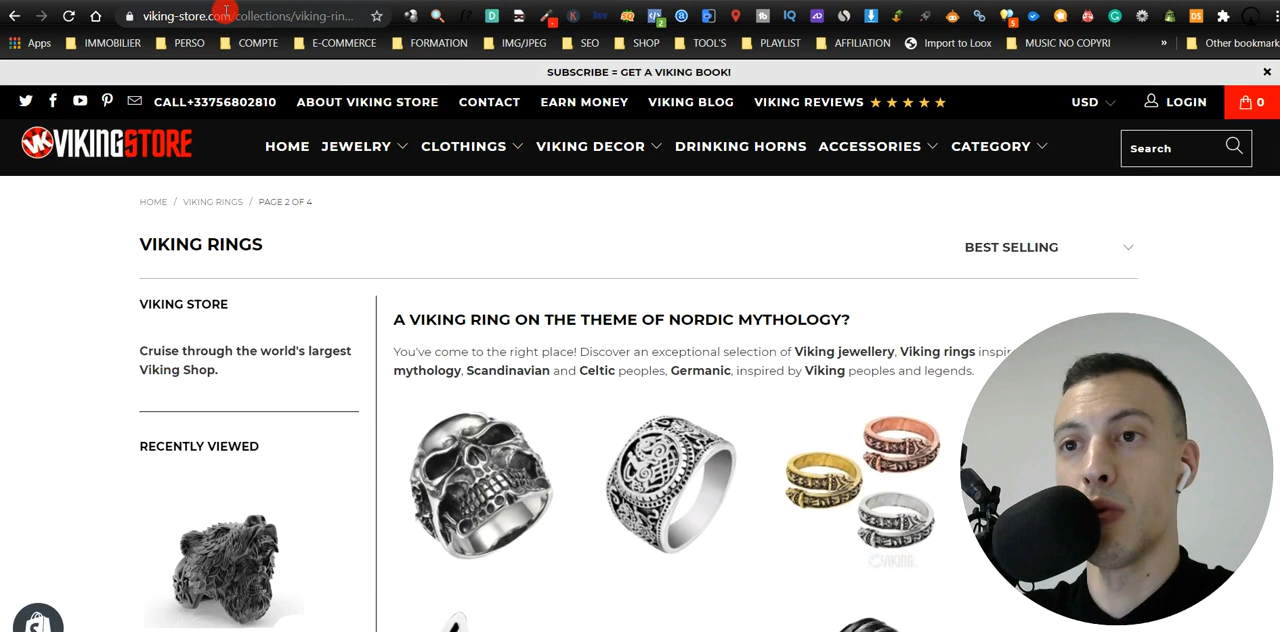 viking-store.com/collections/viking-rin...
Apps IMMOBILIER PERSO COMPTE E-COMMERCE FORMATION IMG/JPEG SEO SHOP TOOL'S PLAYLIST AFFILIATION Import to Loox MUSIC NO COPYRI » Other bookmark
SUBSCRIBE = GET A VIKING BOOK!
CALL+33756802810 ABOUT VIKING STORE CONTACT EARN MONEY VIKING BLOG VIKING REVIEWS ★ ★ ★ ★ ★ USD LOGIN 0
VK VIKINGSTORE HOME JEWELRY CLOTHINGS VIKING DECOR DRINKING HORNS ACCESSORIES CATEGORY Search
HOME / VIKING RINGS / PAGE 2 OF 4
VIKING RINGS BEST SELLING
VIKING STORE
Cruise through the world's largest
Viking Shop.
RECENTLY VIEWED
A VIKING RING ON THE THEME OF NORDIC MYTHOLOGY?
You've come to the right place! Discover an exceptional selection of Viking jewellery, Viking rings inspi
mythology, Scandinavian and Celtic peoples, Germanic, inspired by Viking peoples and legends.